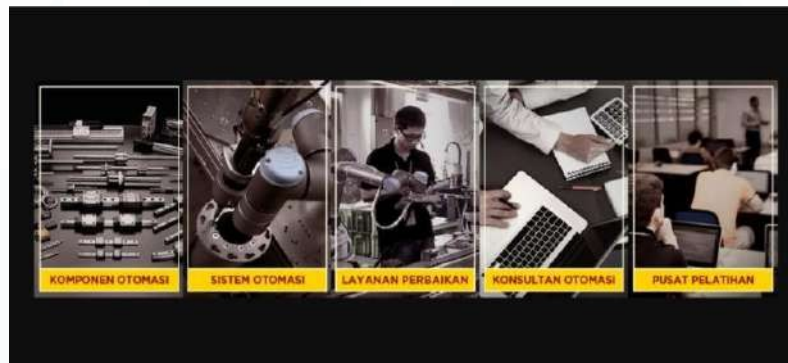 KOMPONEN OTOMASI
SISTEM OTOMASI
LAYANAN PERBAIKAN
KONSULTAN OTOMASI
PUSAT PELATIHAN